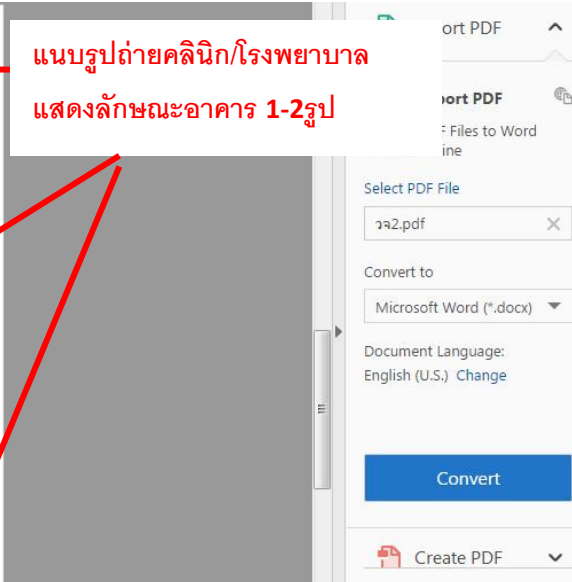 แนบรูปถ่ายคลินิก/โรงพยาบาล
แสดงลักษณะอาคาร 1-2รูป
ort PDF
ort PDF
Files to Word
ine
Select PDF File
วจ2.pdf
Convert to
Microsoft Word (*.docx)
Document Language:
English (U.S.) Change
Convert
Create PDF